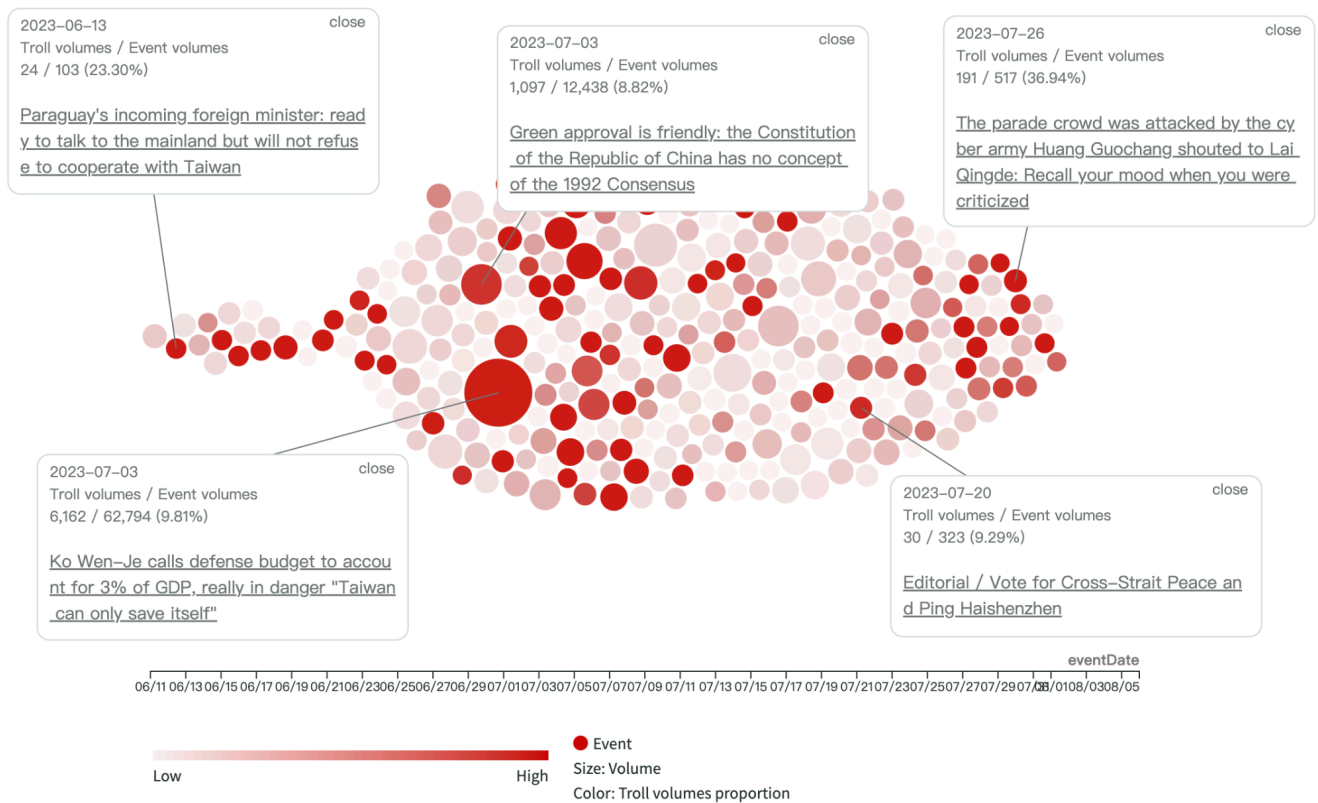 2023-06-13
close
Troll volumes / Event volumes
24 / 103 (23.30%)
Paraguay's incoming foreign minister: read
y to talk to the mainland but will not refus
e to cooperate with Taiwan
2023-07-03
close
Troll volumes / Event volumes
1,097 / 12,438 (8.82%)
Green approval is friendly: the Constitution
of the Republic of China has no concept
of the 1992 Consensus
2023-07-26
close
Troll volumes / Event volumes
191 / 517 (36.94%)
The parade crowd was attacked by the cy
ber army Huang Guochang shouted to Lai
Qingde: Recall your mood when you were
criticized
2023-07-03
close
Troll volumes / Event volumes
6,162 / 62,794 (9.81%)
Ko Wen-Je calls defense budget to accou
nt for 3% of GDP, really in danger "Taiwan
can only save itself"
2023-07-20
close
Troll volumes / Event volumes
30 / 323 (9.29%)
Editorial / Vote for Cross-Strait Peace an
d Ping Haishenzhen
eventDate
06/11 06/13 06/15 06/17 06/19 06/21 06/23 06/25 06/27 06/29 07/01 07/03 07/05 07/07 07/09 07/11 07/13 07/15 07/17 07/19 07/21 07/23 07/25 07/27 07/29 07/31 08/01 08/03 08/05
Low
High
Event
Size: Volume
Color: Troll volumes proportion